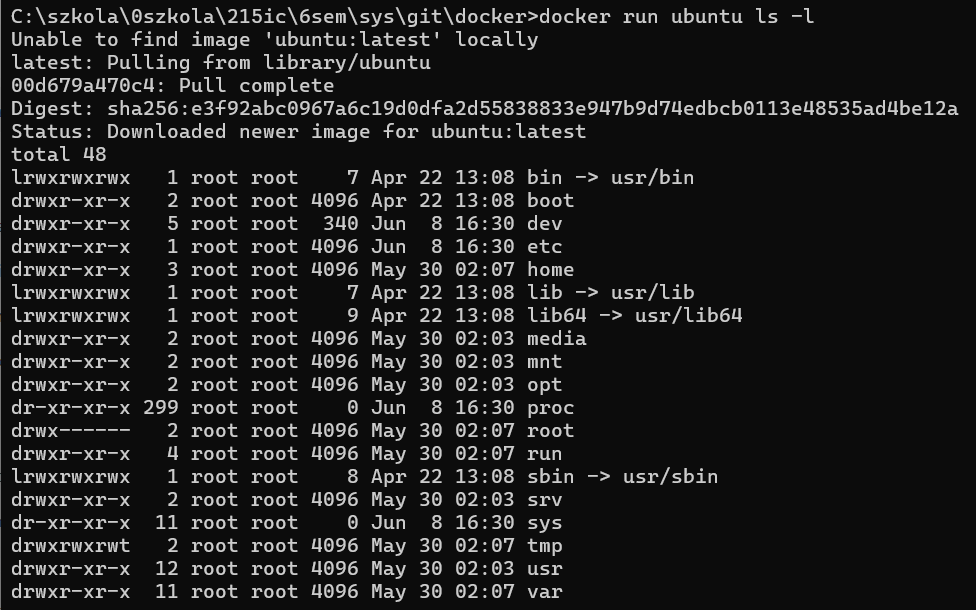 C:\szkola\0szkola\215ic\6sem\sys\git\docker>docker run ubuntu ls -l
Unable to find image 'ubuntu:latest' locally
latest: Pulling from library/ubuntu
00d679a470c4: Pull complete
Digest: sha256:e3f92abc0967a6c19d0dfa2d55838833e947b9d74edbcb0113e48535ad4be12a
Status: Downloaded newer image for ubuntu:latest
total 48
lrwxrwxrwx   1 root root    7 Apr 22 13:08 bin -> usr/bin
drwxr-xr-x   2 root root 4096 Apr 22 13:08 boot
drwxr-xr-x   5 root root  340 Jun  8 16:30 dev
drwxr-xr-x   1 root root 4096 Jun  8 16:30 etc
drwxr-xr-x   3 root root 4096 May 30 02:07 home
lrwxrwxrwx   1 root root    7 Apr 22 13:08 lib -> usr/lib
lrwxrwxrwx   1 root root    9 Apr 22 13:08 lib64 -> usr/lib64
drwxr-xr-x   2 root root 4096 May 30 02:03 media
drwxr-xr-x   2 root root 4096 May 30 02:03 mnt
drwxr-xr-x   2 root root 4096 May 30 02:03 opt
dr-xr-xr-x 299 root root    0 Jun  8 16:30 proc
drwx------   2 root root 4096 May 30 02:07 root
drwxr-xr-x   4 root root 4096 May 30 02:07 run
lrwxrwxrwx   1 root root    8 Apr 22 13:08 sbin -> usr/sbin
drwxr-xr-x   2 root root 4096 May 30 02:03 srv
dr-xr-xr-x  11 root root    0 Jun  8 16:30 sys
drwxrwxrwt   2 root root 4096 May 30 02:07 tmp
drwxr-xr-x  12 root root 4096 May 30 02:03 usr
drwxr-xr-x  11 root root 4096 May 30 02:07 var